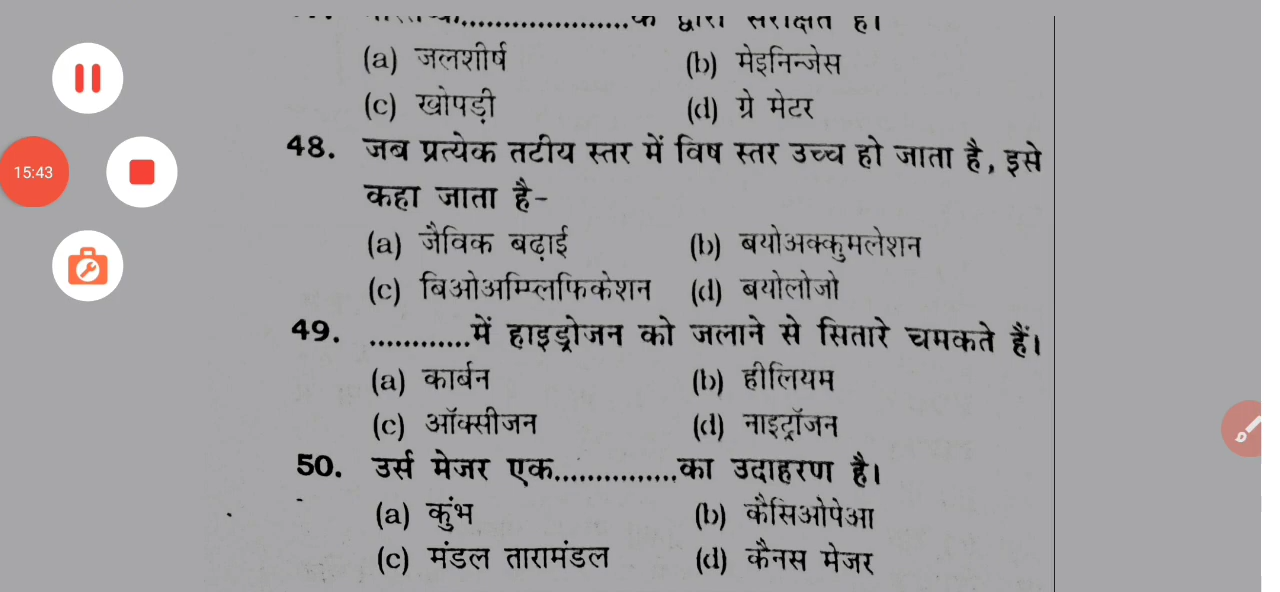 के द्वारा संरक्षित है।
(a) जलशीर्ष (b) मेइनिन्जेस
(c) खोपड़ी (d) ग्रे मेटर
48. जब प्रत्येक तटीय स्तर में विष स्तर उच्च हो जाता है, इसे
कहा जाता है-
(a) जैविक बढ़ाई (b) बयोअक्कुमलेशन
(c) बिओअम्प्लिफिकेशन (d) बयोलोजो
49. .............में हाइड्रोजन को जलाने से सितारे चमकते हैं।
(a) कार्बन (b) हीलियम
(c) ऑक्सीजन (d) नाइट्रॉजन
50. उर्स मेजर एक...............का उदाहरण है।
(a) कुंभ (b) कैसिओपेआ
(c) मंडल तारामंडल (d) कैनस मेजर
15:43